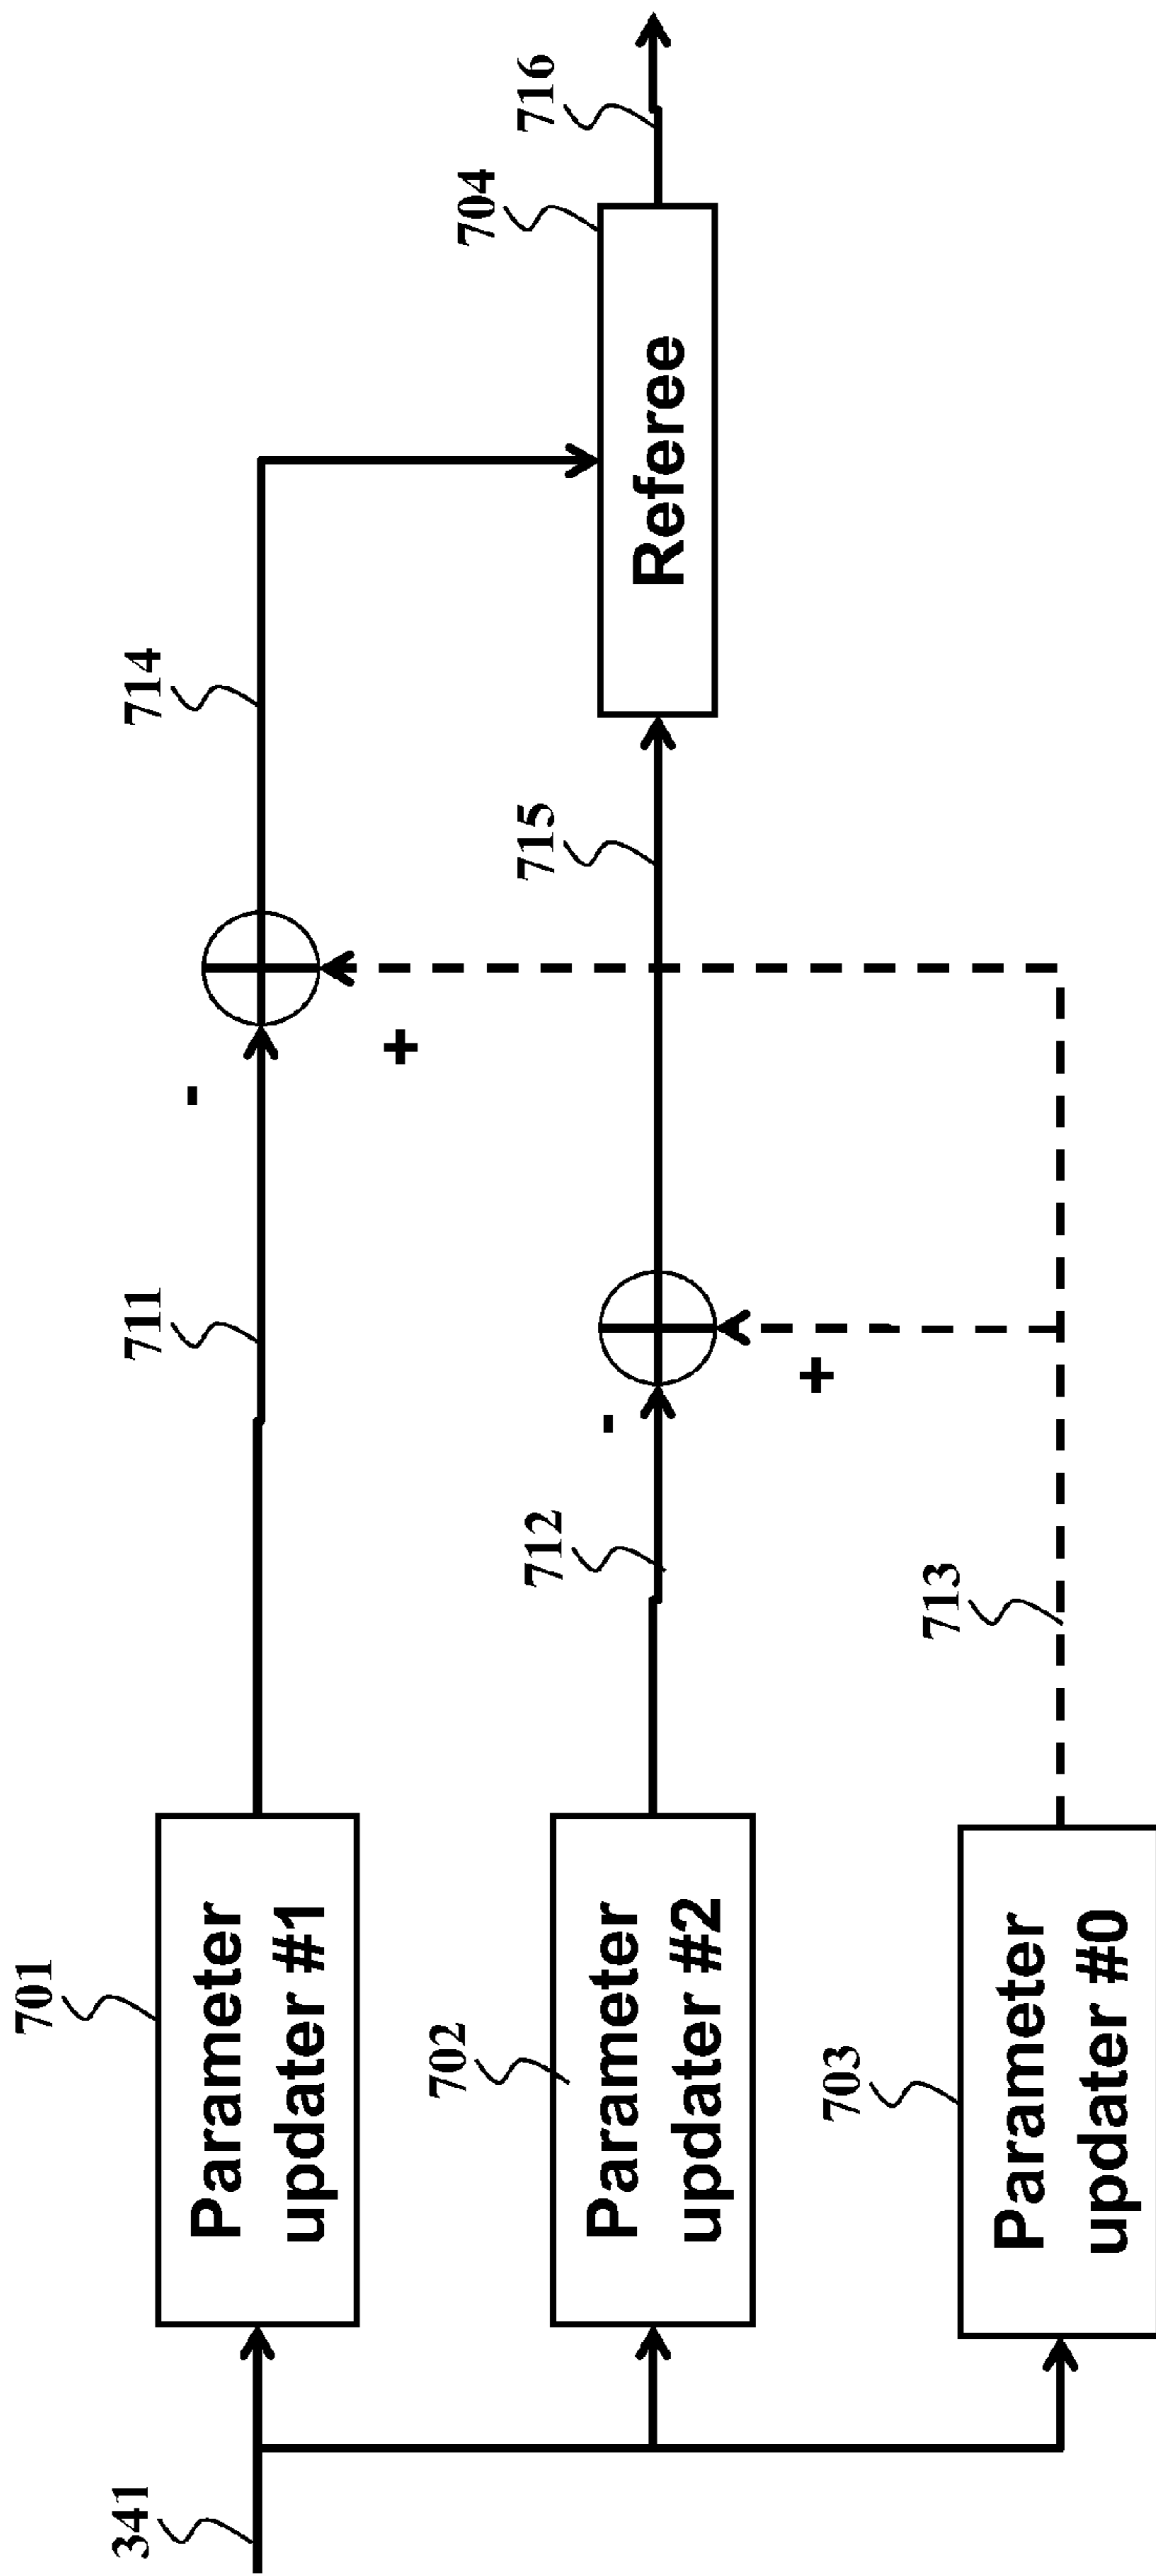 341
701
Parameter
updater #1
711
-
+
714
702
Parameter
updater #2
712
-
+
715
704
Referee
716
703
Parameter
updater #0
713